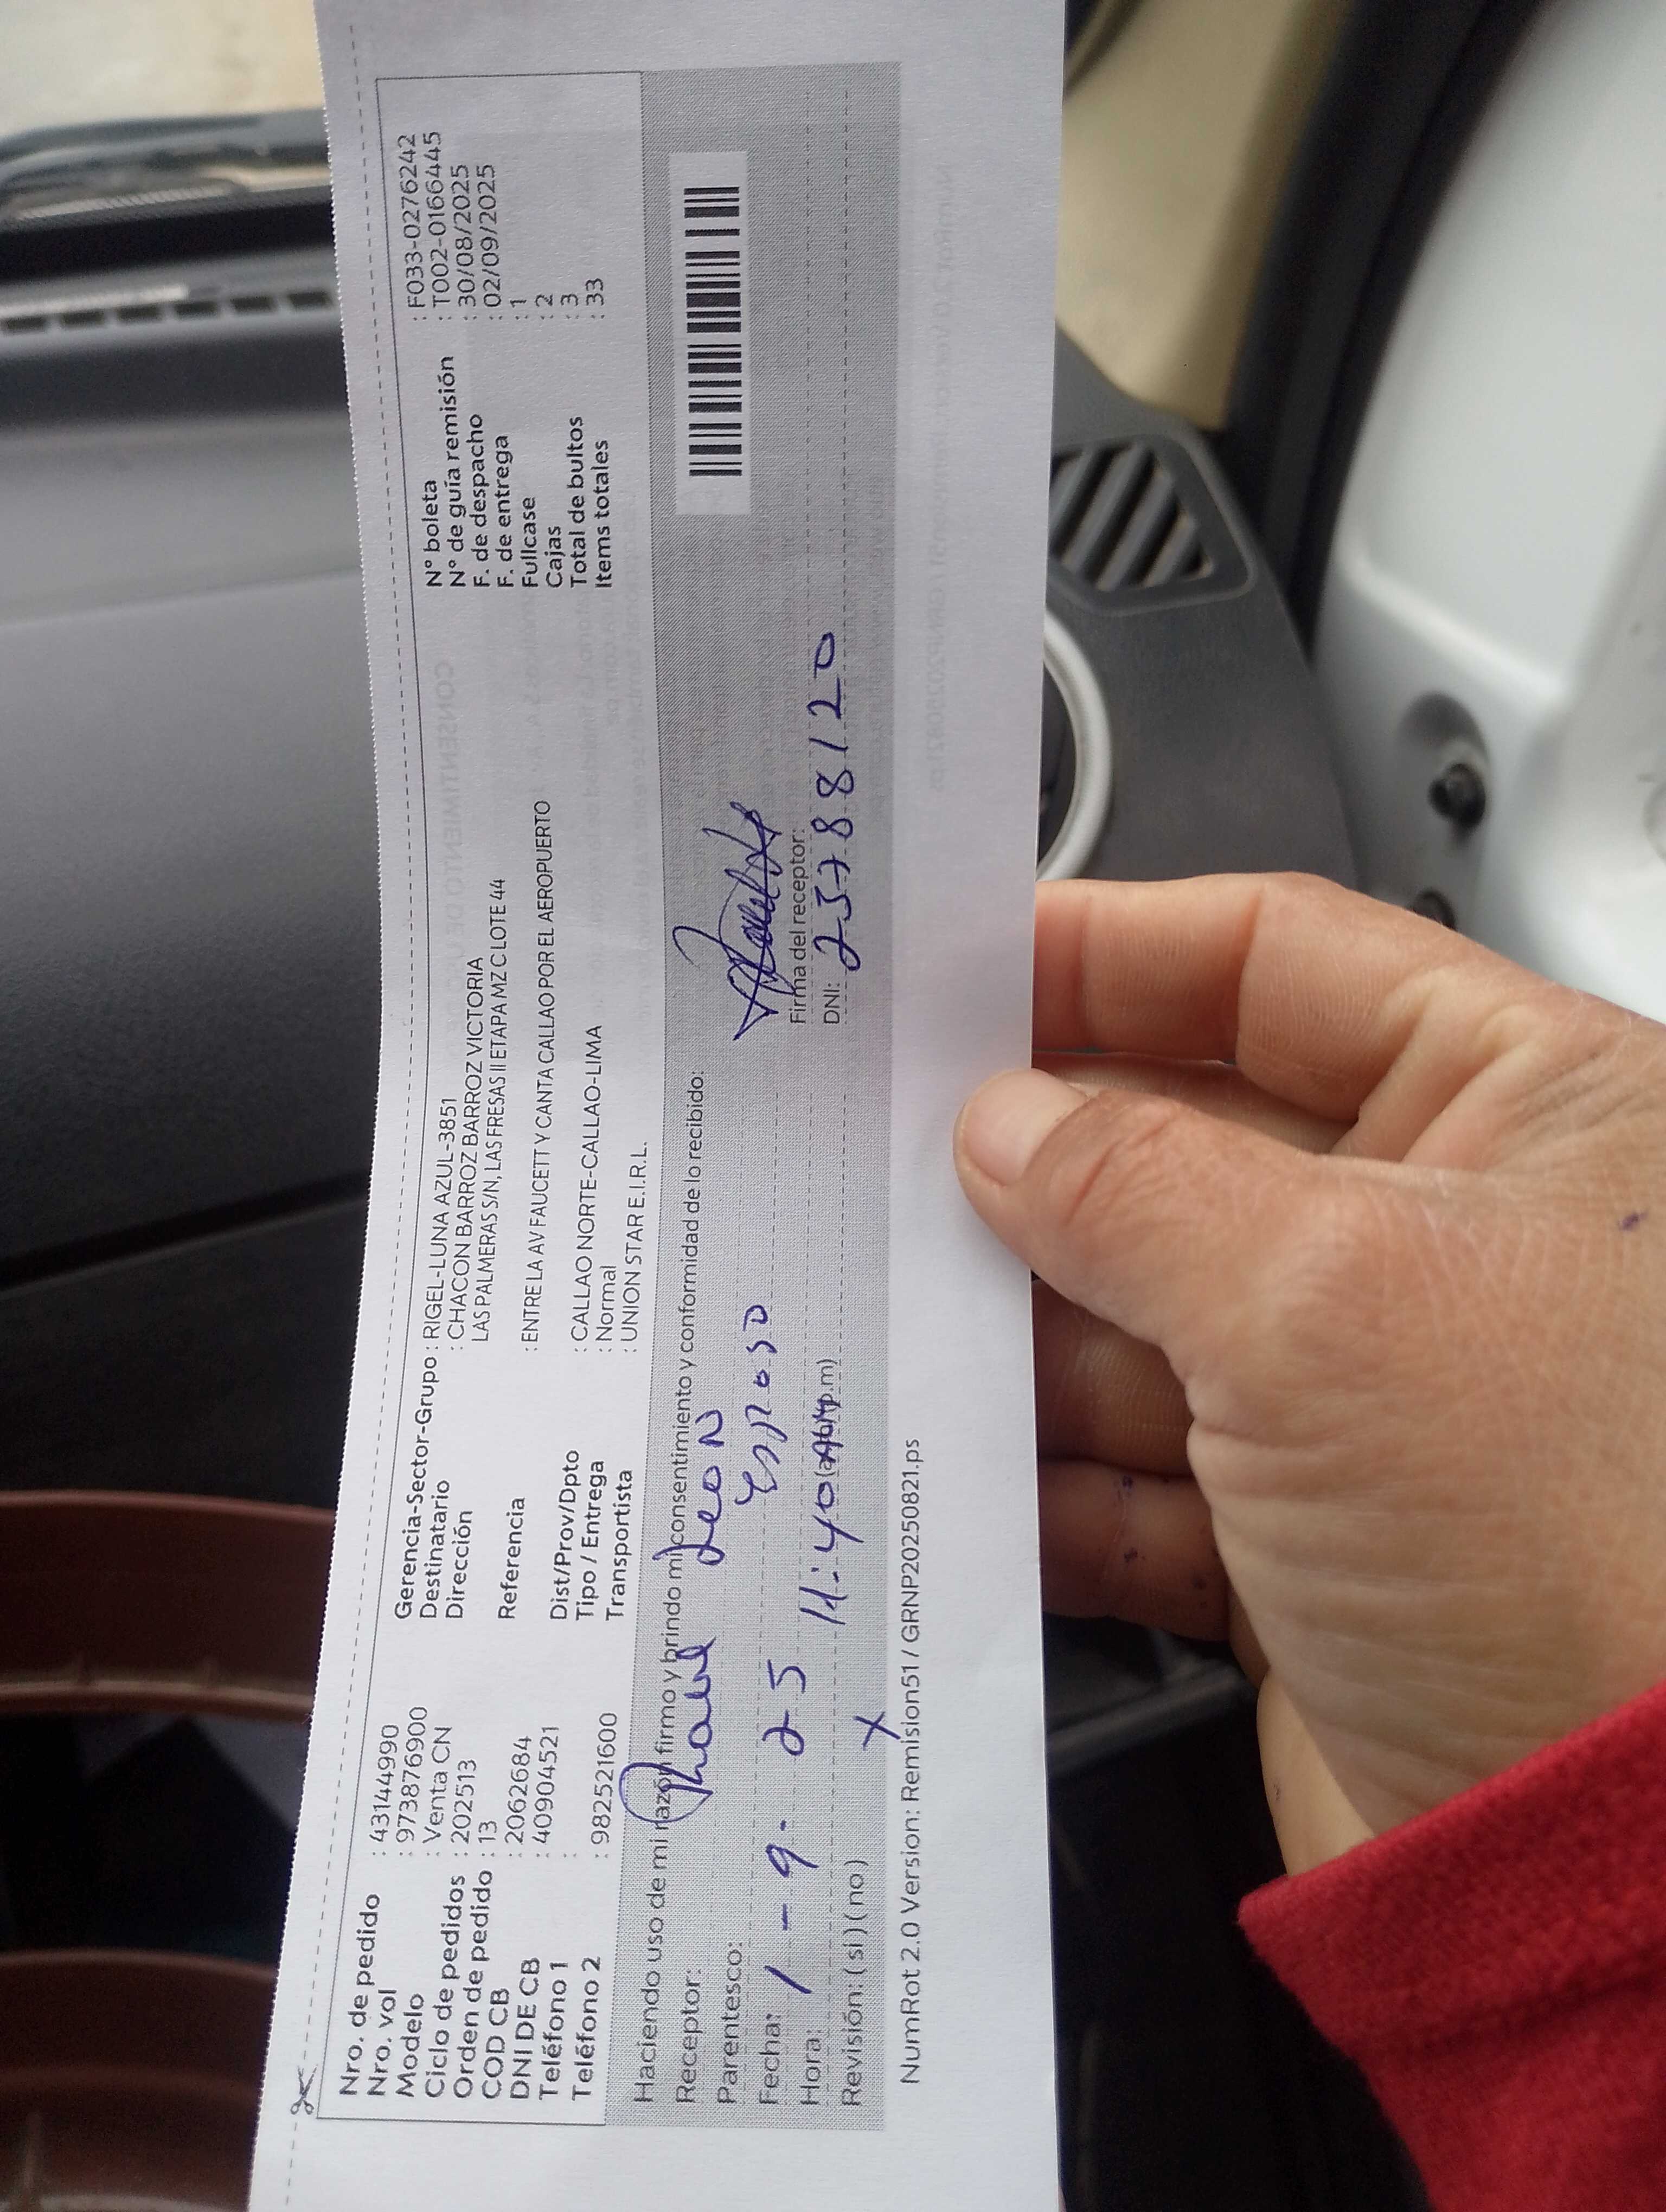 Nro. de pedido : 43144990
Nro. vol : 973876900
Modelo : Venta CN
Ciclo de pedidos : 202513
Orden de pedido : 13
COD CB : 2062684
DNI DE CB : 40904521
Teléfono 1 :
Teléfono 2 : 982521600
Gerencia-Sector-Grupo : RIGEL-LUNA AZUL-3851
Destinatario : CHACON BARROZ BARROZ VICTORIA
Dirección LAS PALMERAS S/N, LAS FRESAS II ETAPA MZ C LOTE 44
Referencia : ENTRE LA AV FAUCETT Y CANTA CALLAO POR EL AEROPUERTO
Dist/Prov/Dpto : CALLAO NORTE-CALLAO-LIMA
Tipo / Entrega : Normal
Transportista : UNION STAR E.I.R.L.
N° boleta : F033-0276242
N° de guía remisión : T002-0166445
F. de despacho : 30/08/2025
F. de entrega : 02/09/2025
Fullcase : 1
Cajas : 2
Total de bultos : 3
Items totales : 33
Haciendo uso de mi razón firmo y brindo mi consentimiento y conformidad de lo recibido:
Receptor: Leon
Parentesco: Esposo
Fecha: 1 - 9. 25
Hora: 11:40 (a.m/p.m)
Revisión: (si) (no) X
Firma del receptor:
DNI: 25788120
NumRot 2.0 Version: Remision51 / GRNP20250821.ps